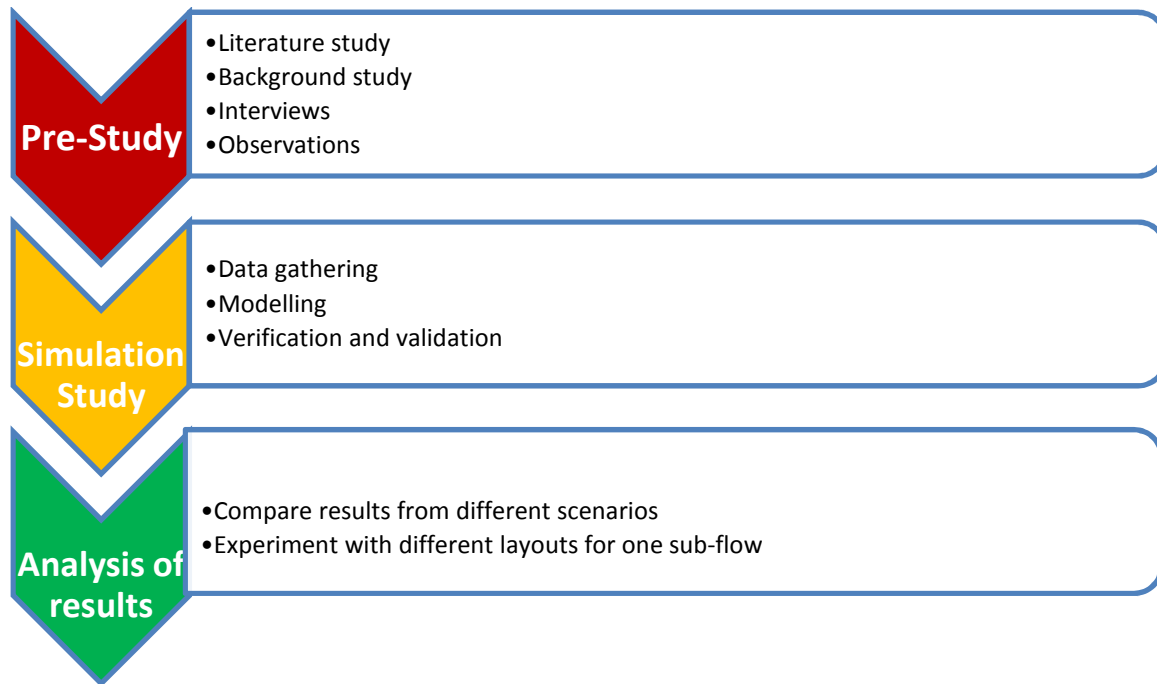 Pre-Study
•Literature study
•Background study
•Interviews
•Observations
Simulation
Study
•Data gathering
•Modelling
•Verification and validation
Analysis of
results
•Compare results from different scenarios
•Experiment with different layouts for one sub-flow